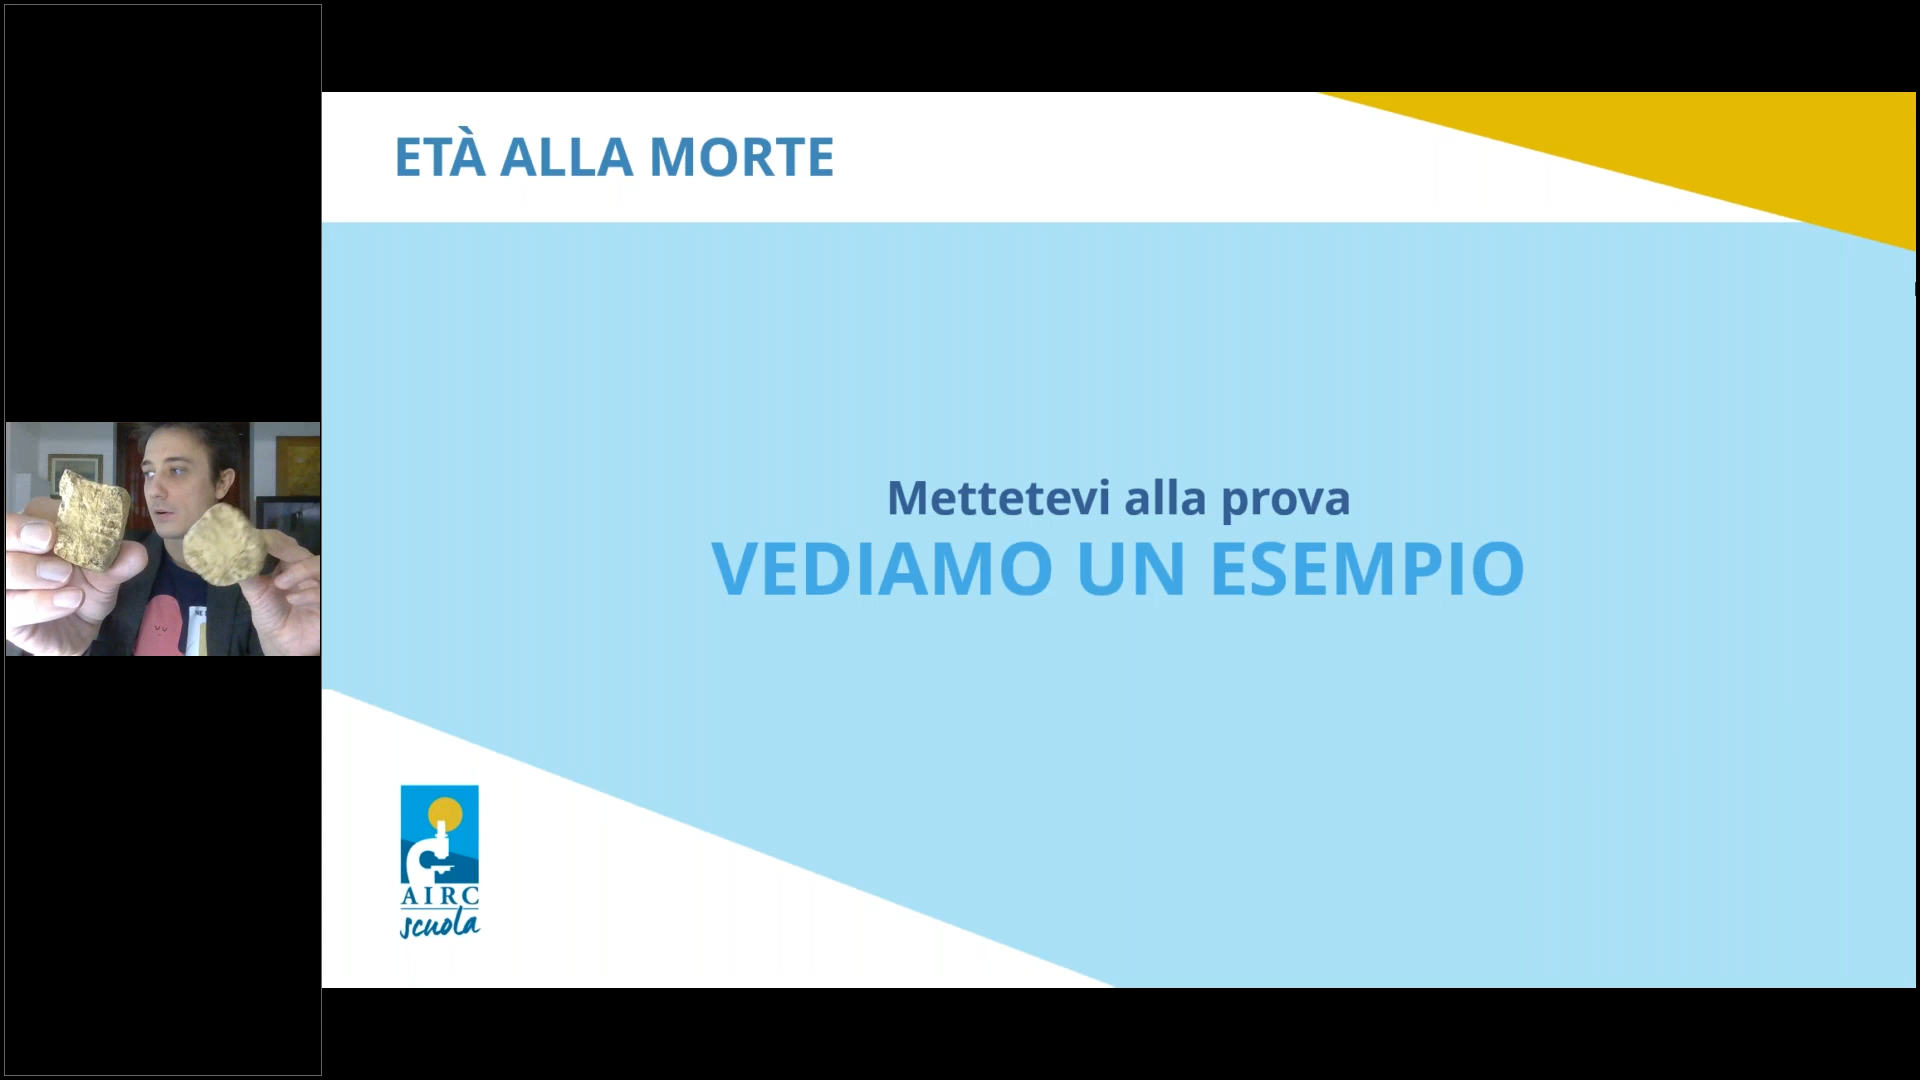 ETÀ ALLA MORTE
Mettetevi alla prova
VEDIAMO UN ESEMPIO
AIRC
scuola